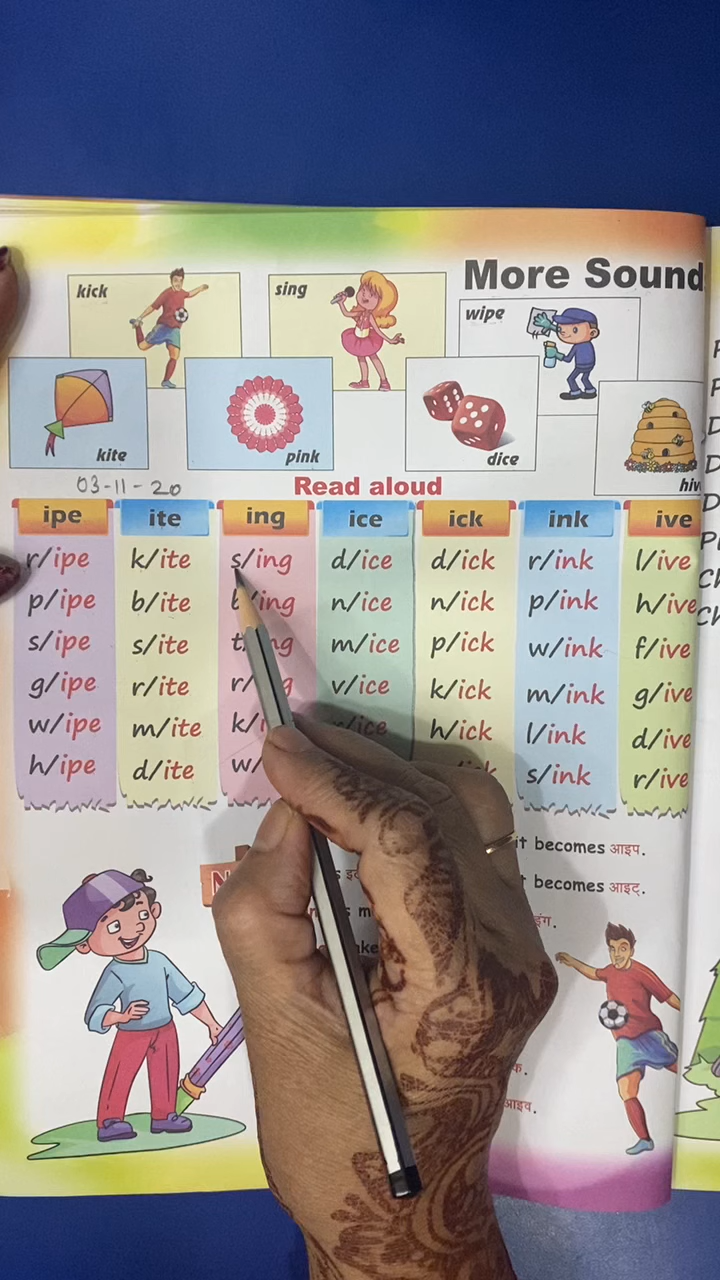 More Sound
kick
sing
wipe
kite
pink
dice
hiv
03-11-20
Read aloud
ipe ite ing ice ick ink ive
r/ipe k/ite s/ing d/ice d/ick r/ink l/ive
p/ipe b/ite b/ing n/ice n/ick p/ink h/ive
s/ipe s/ite m/ice p/ick w/ink f/ive
g/ipe r/ite v/ice k/ick m/ink g/ive
w/ipe m/ite h/ick l/ink d/ive
h/ipe d/ite s/ink r/ive
it becomes आइप.
becomes आइट्.
इंग.
आइव.